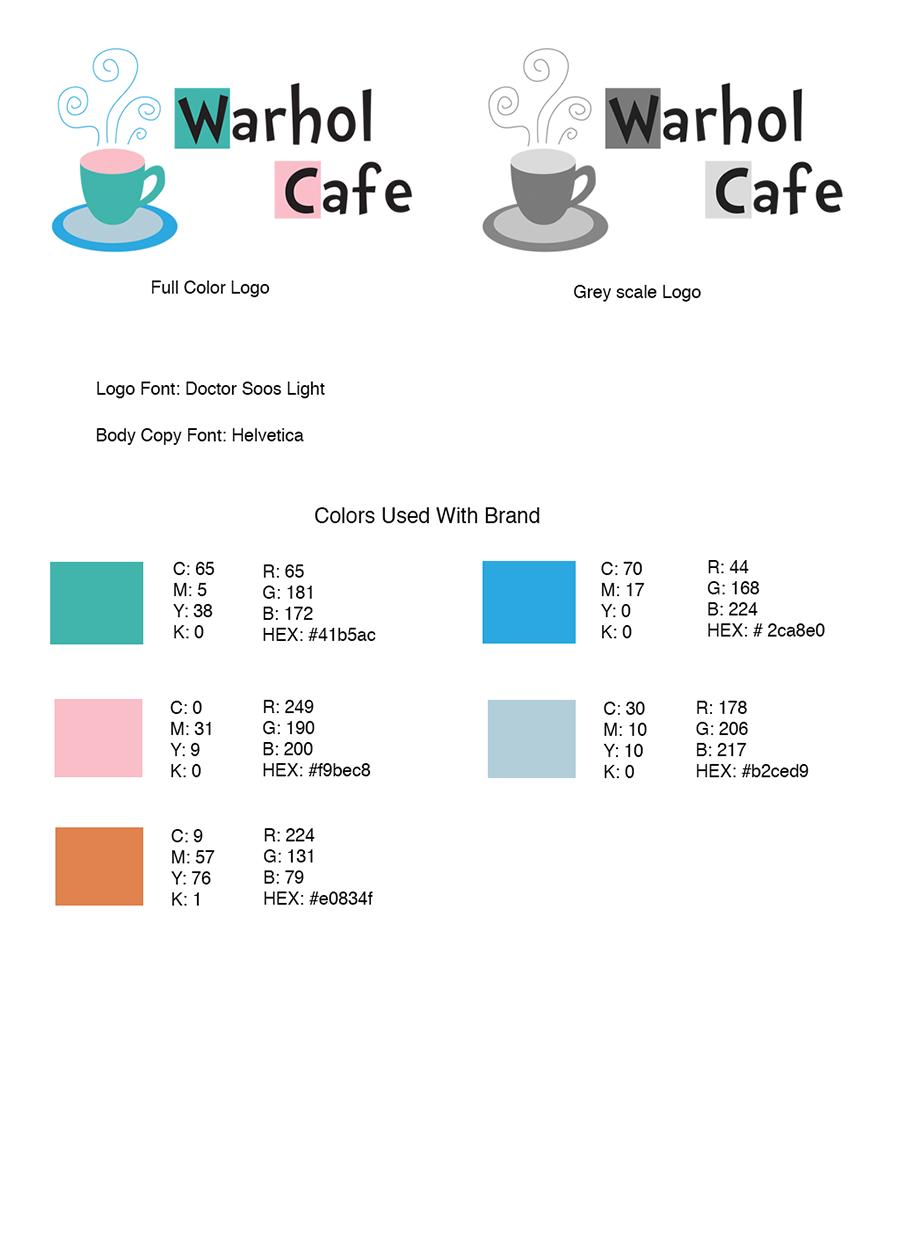 Warhol
Cafe
Warhol
Cafe
Full Color Logo
Grey scale Logo
Logo Font: Doctor Soos Light
Body Copy Font: Helvetica
Colors Used With Brand
C: 65
M: 5
Y: 38
K: 0
R: 65
G: 181
B: 172
HEX: #41b5ac
C: 70
M: 17
Y: 0
K: 0
R: 44
G: 168
B: 224
HEX: # 2ca8e0
C: 0
M: 31
Y: 9
K: 0
R: 249
G: 190
B: 200
HEX: #f9bec8
C: 30
M: 10
Y: 10
K: 0
R: 178
G: 206
B: 217
HEX: #b2ced9
C: 9
M: 57
Y: 76
K: 1
R: 224
G: 131
B: 79
HEX: #e0834f